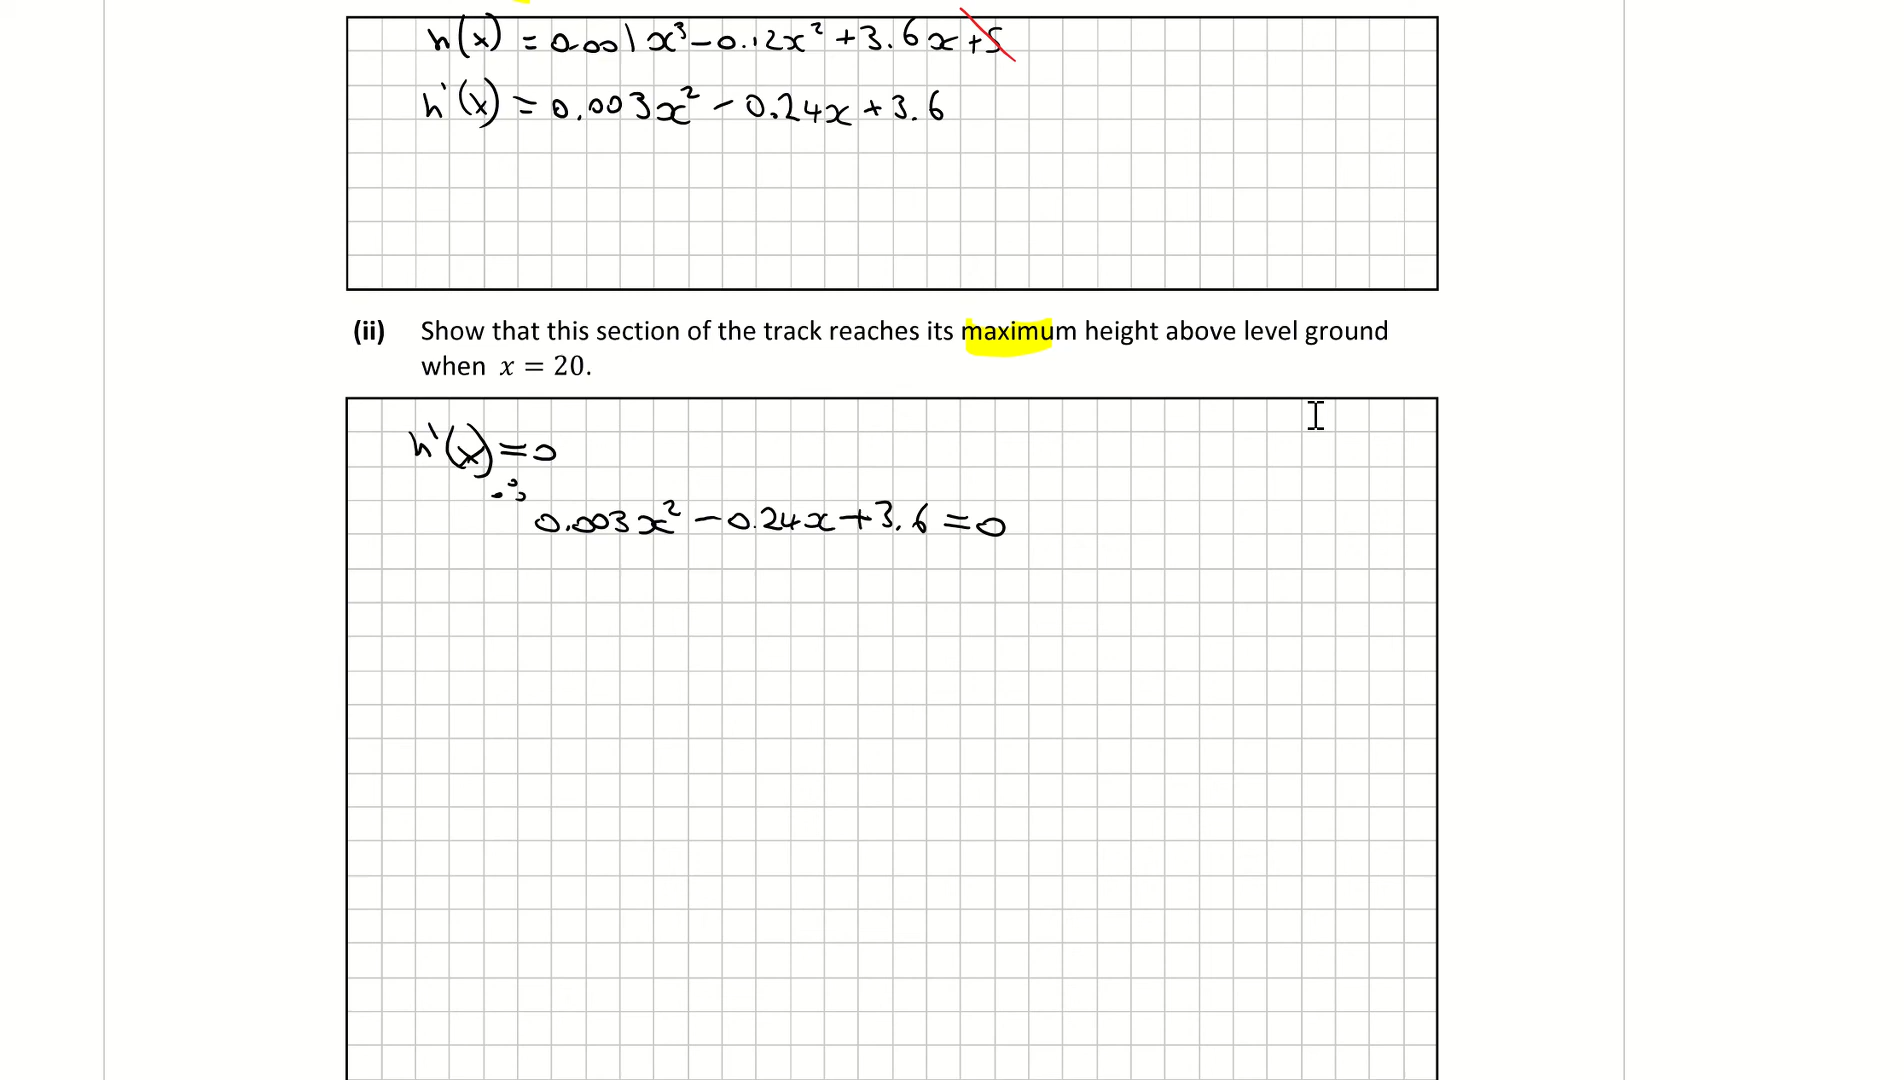 h(x) = 0.001x³ - 0.12x² + 3.6x + 5
h'(x) = 0.003x² - 0.24x + 3.6
(ii) Show that this section of the track reaches its maximum height above level ground
when x = 20.
h'(x) = 0
∴
0.003x² - 0.24x + 3.6 = 0